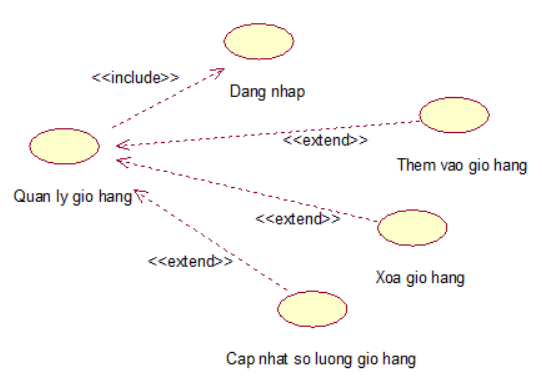 <<include>>
Dang nhap
<<extend>>
Them vao gio hang
Quan ly gio hang
<<extend>>
<<extend>>
Xoa gio hang
Cap nhat so luong gio hang